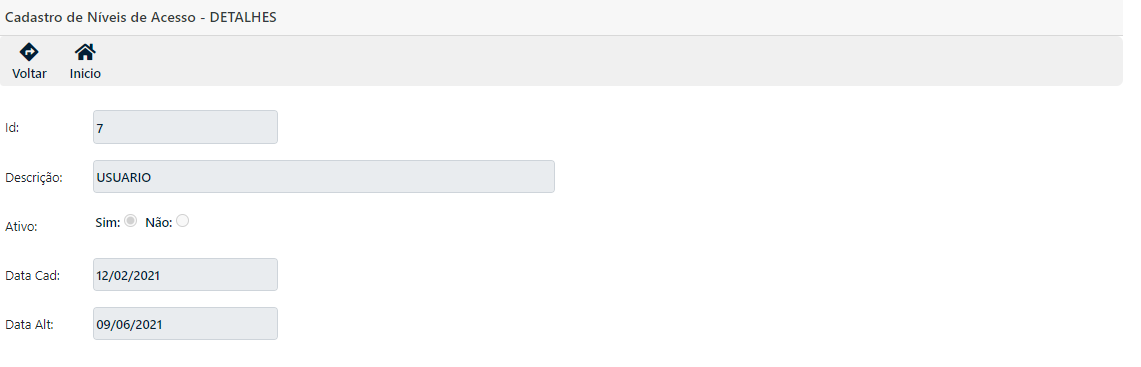 Cadastro de Níveis de Acesso - DETALHES
Voltar Inicio
Id: 7
Descrição: USUARIO
Ativo: Sim: Não:
Data Cad: 12/02/2021
Data Alt: 09/06/2021